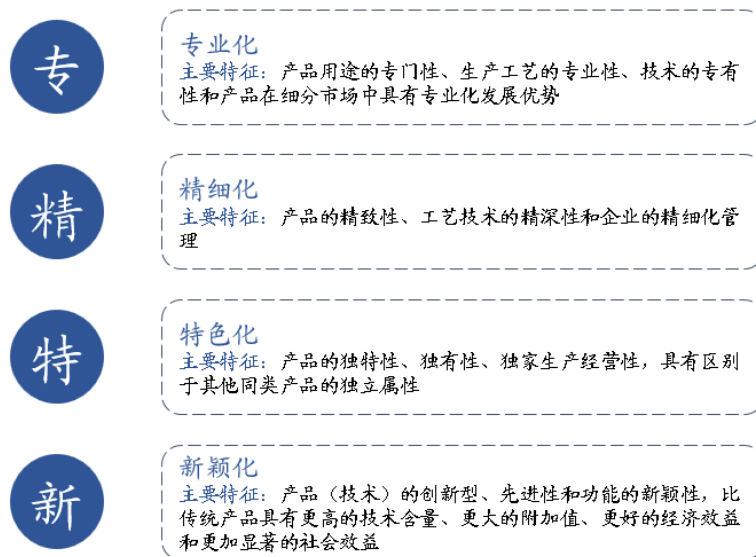 专
专业化
主要特征：产品用途的专门性、生产工艺的专业性、技术的专有
性和产品在细分市场中具有专业化发展优势
精
精细化
主要特征：产品的精致性、工艺技术的精深性和企业的精细化管
理
特
特色化
主要特征：产品的独特性、独有性、独家生产经营性，具有区别
于其他同类产品的独立属性
新
新颖化
主要特征：产品（技术）的创新型、先进性和功能的新颖性，比
传统产品具有更高的技术含量、更大的附加值、更好的经济效益
和更加显著的社会效益